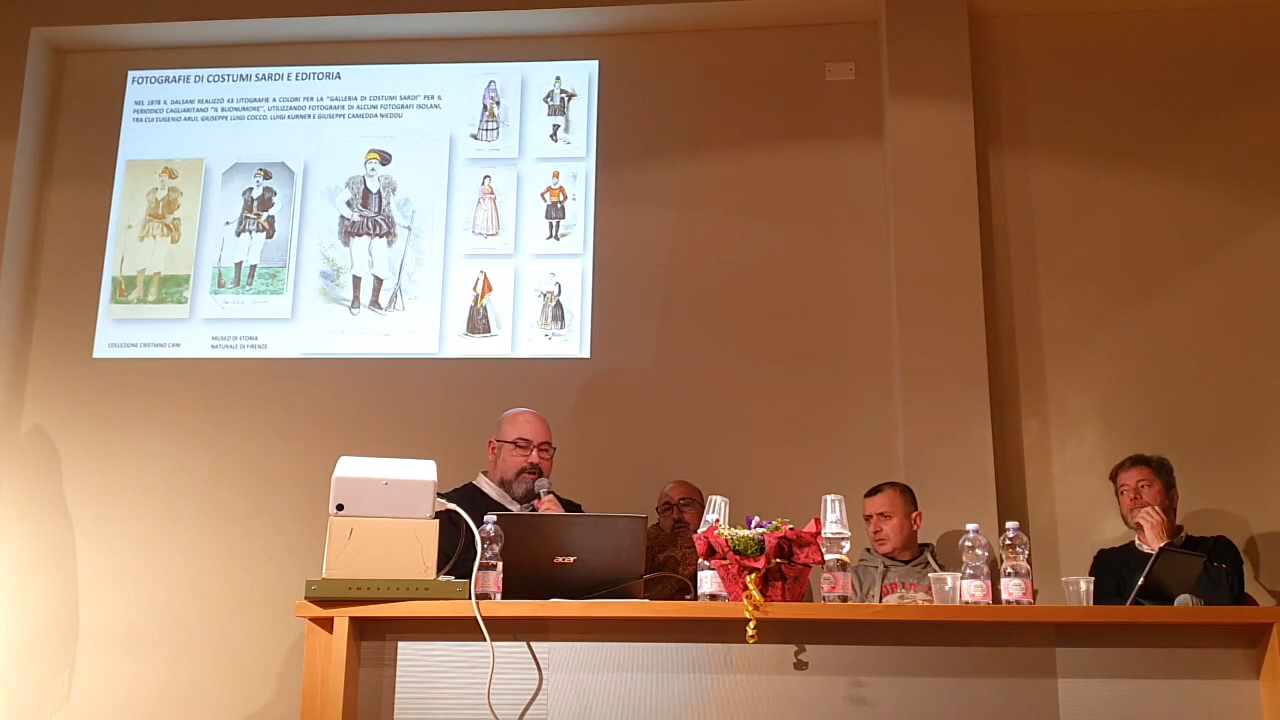 FOTOGRAFIE DI COSTUMI SARDI E EDITORIA
NEL 1878 IL DALSANI REALIZZÒ 43 LITOGRAFIE A COLORI PER LA "GALLERIA DI COSTUMI SARDI" PER IL
PERIODICO CAGLIARITANO "IL BUONUMORE", UTILIZZANDO FOTOGRAFIE DI ALCUNI FOTOGRAFI ISOLANI,
TRA CUI EUGENIO ARUJ, GIUSEPPE LUIGI COCCO. LUIGI KURNER E GIUSEPPE CAMEDDA NIEDDU
COLLEZIONE CRISTIANO CANI
MUSEO DI STORIA
NATURALE DI FIRENZE
acer